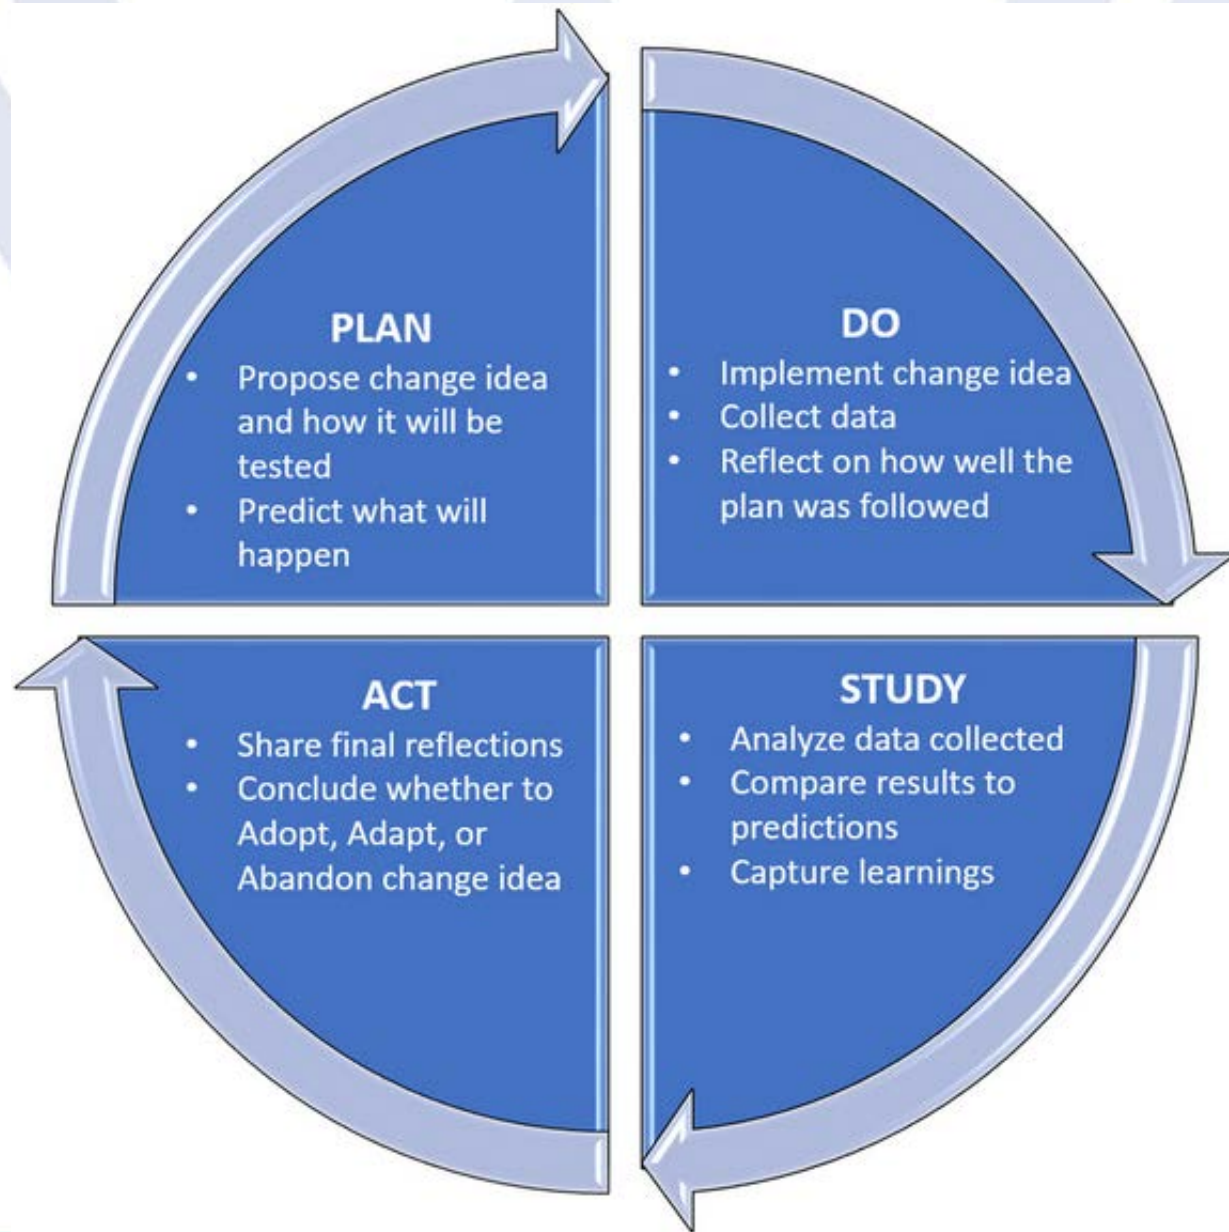 PLAN
• Propose change idea
and how it will be
tested
• Predict what will
happen
DO
• Implement change idea
• Collect data
• Reflect on how well the
plan was followed
STUDY
• Analyze data collected
• Compare results to
predictions
• Capture learnings
ACT
• Share final reflections
• Conclude whether to
Adopt, Adapt, or
Abandon change idea